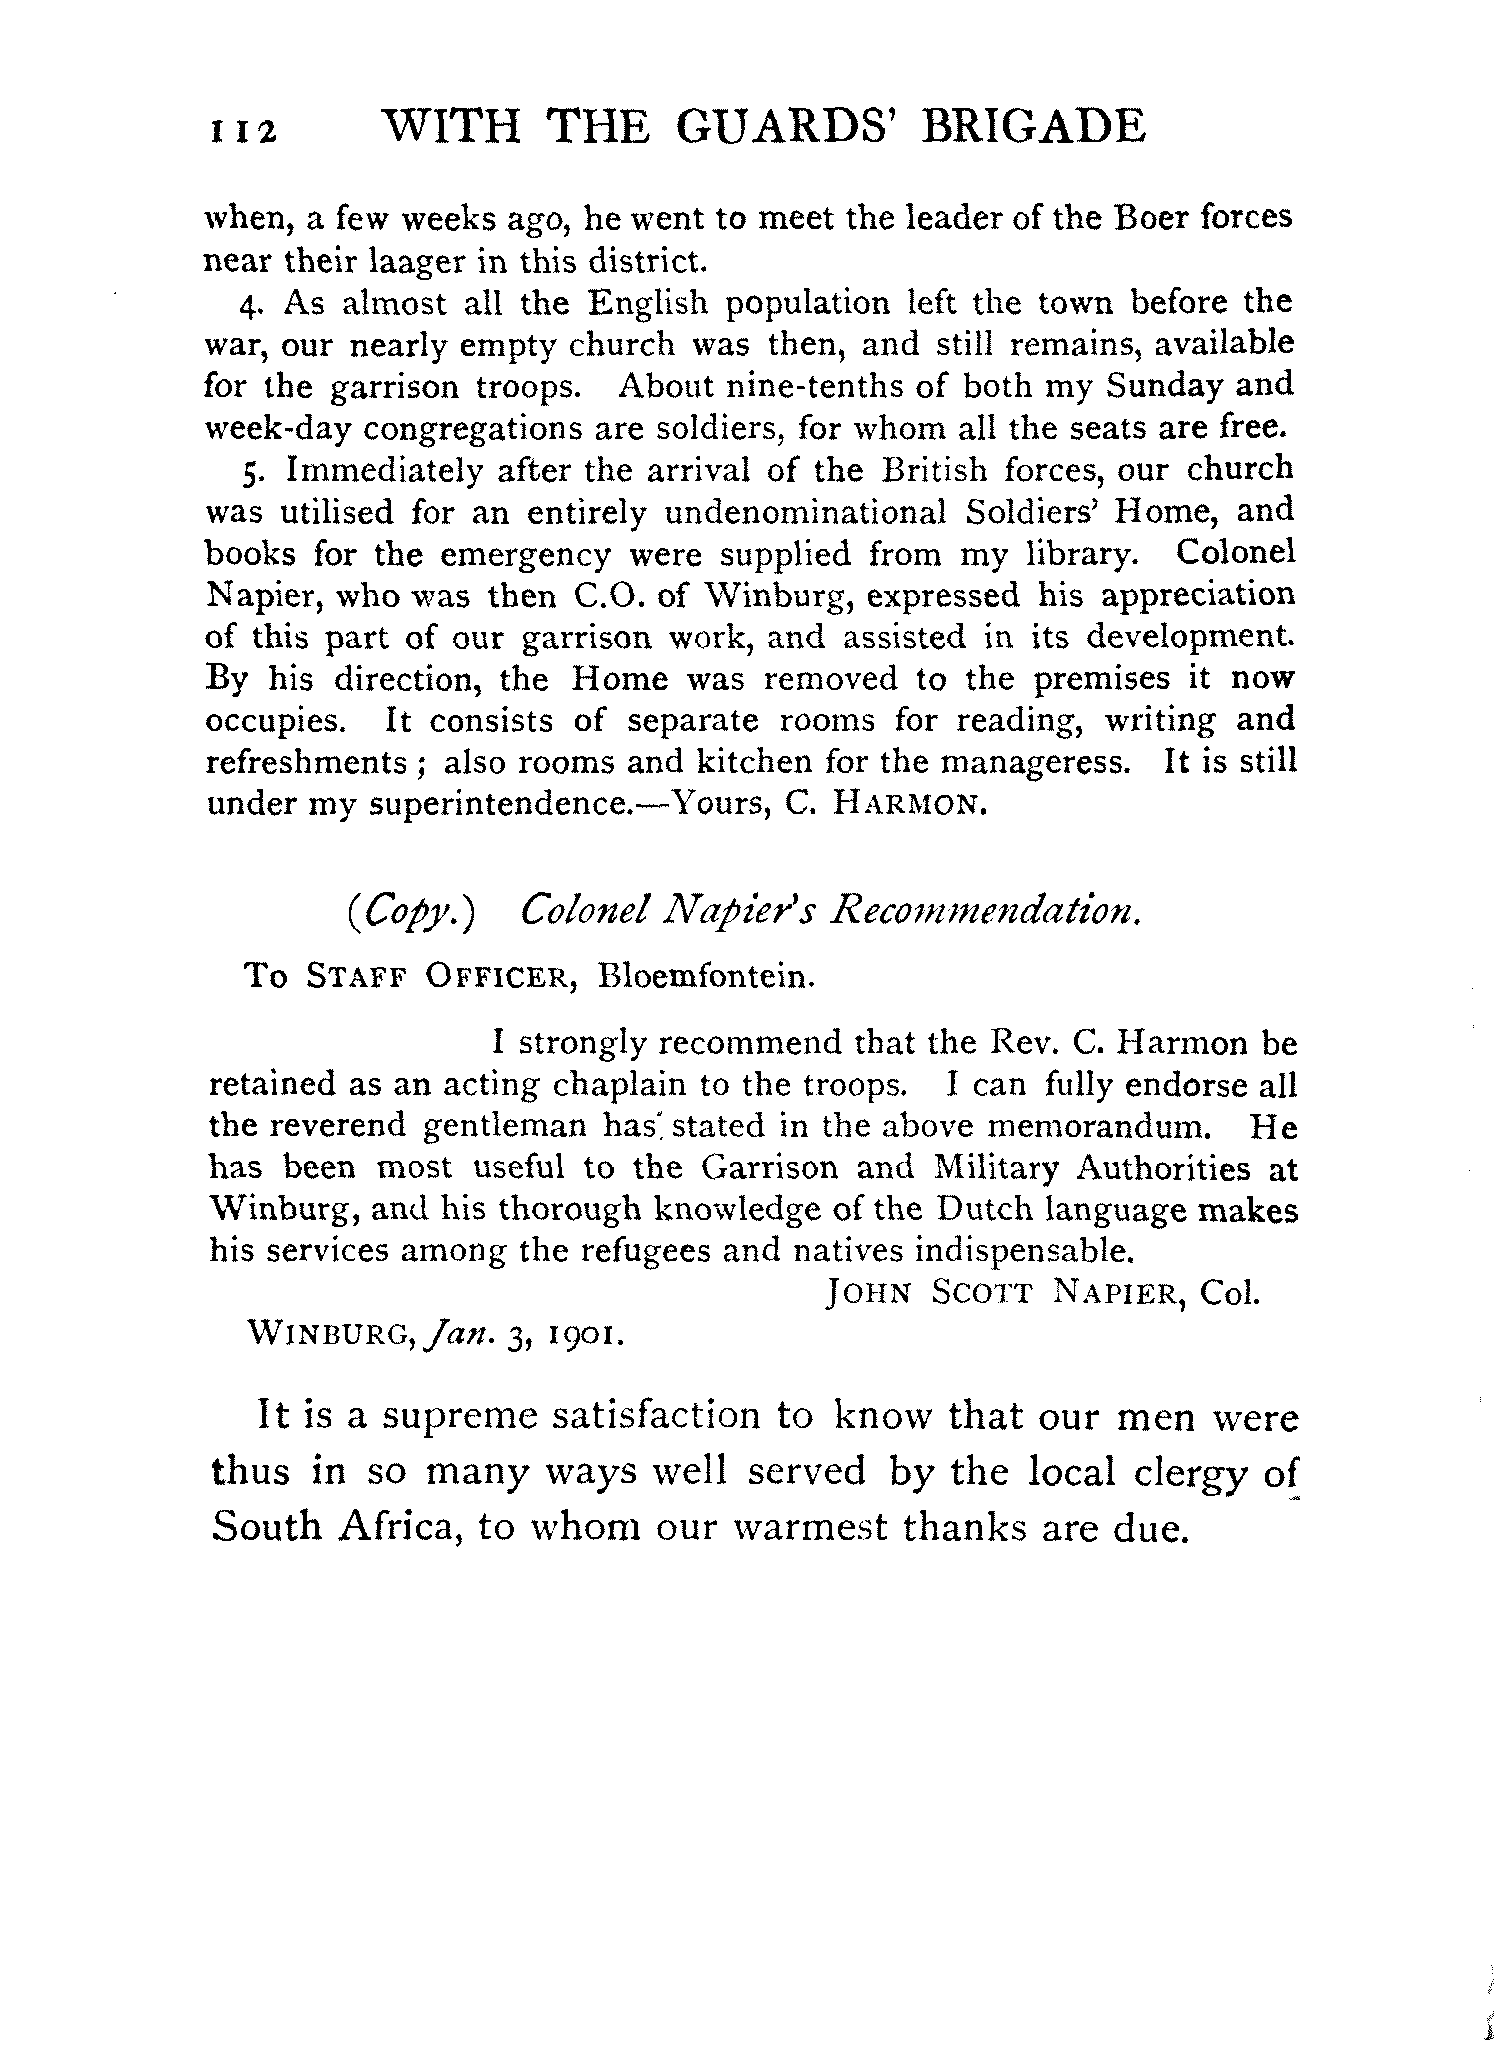 112 WITH THE GUARDS' BRIGADE
when, a few weeks ago, he went to meet the leader of the Boer forces
near their laager in this district.
4. As almost all the English population left the town before the
war, our nearly empty church was then, and still remains, available
for the garrison troops. About nine-tenths of both my Sunday and
week-day congregations are soldiers, for whom all the seats are free.
5. Immediately after the arrival of the British forces, our church
was utilised for an entirely undenominational Soldiers' Home, and
books for the emergency were supplied from my library. Colonel
Napier, who was then C.O. of Winburg, expressed his appreciation
of this part of our garrison work, and assisted in its development.
By his direction, the Home was removed to the premises it now
occupies. It consists of separate rooms for reading, writing and
refreshments; also rooms and kitchen for the manageress. It is still
under my superintendence.—Yours, C. HARMON.
(Copy.) Colonel Napier's Recommendation.
To STAFF OFFICER, Bloemfontein.
I strongly recommend that the Rev. C. Harmon be
retained as an acting chaplain to the troops. I can fully endorse all
the reverend gentleman has stated in the above memorandum. He
has been most useful to the Garrison and Military Authorities at
Winburg, and his thorough knowledge of the Dutch language makes
his services among the refugees and natives indispensable.
JOHN SCOTT NAPIER, Col.
WINBURG, Jan. 3, 1901.
It is a supreme satisfaction to know that our men were
thus in so many ways well served by the local clergy of
South Africa, to whom our warmest thanks are due.